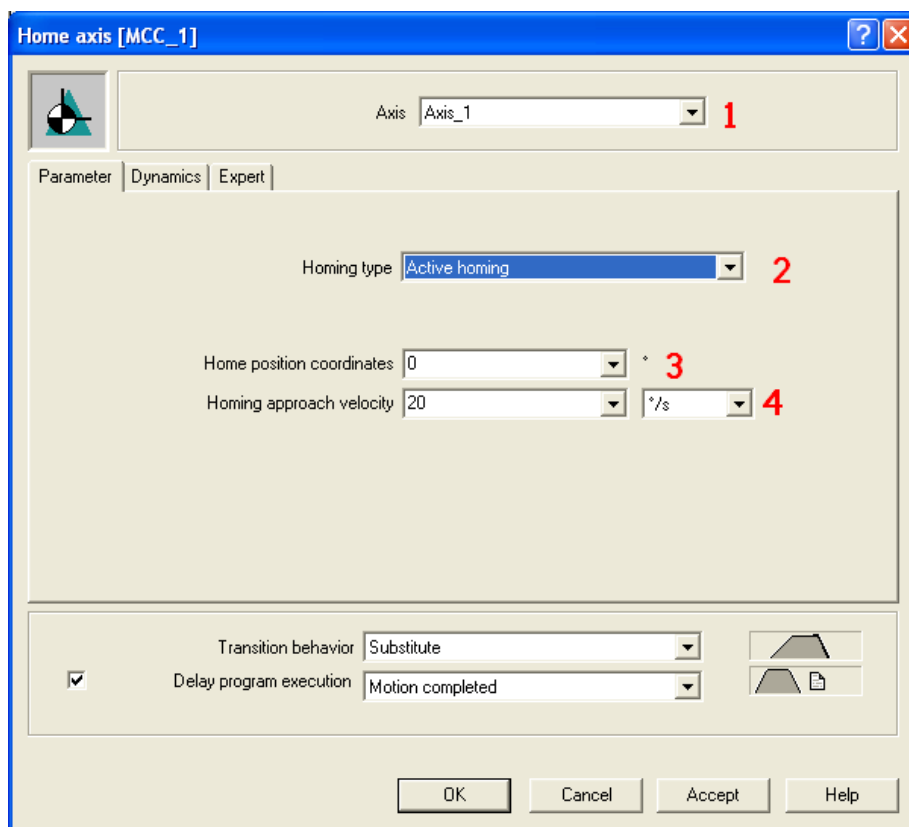 Home axis [MCC_1]
Axis Axis_1 1
Parameter Dynamics Expert
Homing type Active homing 2
Home position coordinates 0 ° 3
Homing approach velocity 20 °/s 4
Transition behavior Substitute
Delay program execution Motion completed
OK Cancel Accept Help